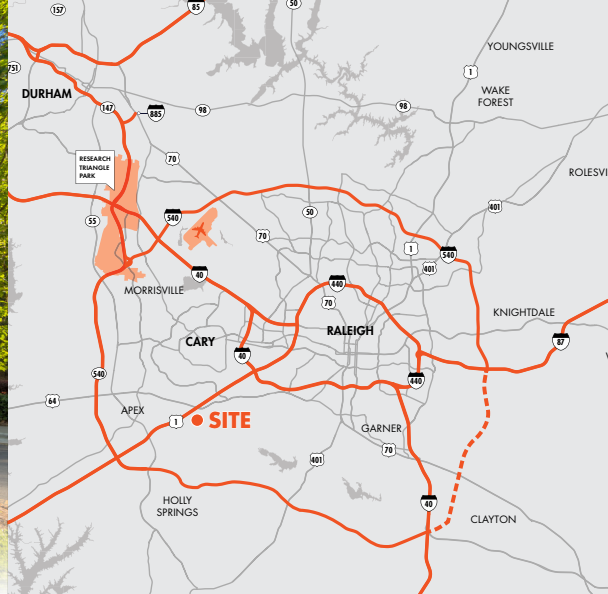 157
85
50
YOUNGSVILLE
751
1
DURHAM
WAKE
FOREST
147
885
98
98
RESEARCH
TRIANGLE
PARK
70
ROLESVI
401
55
540
50
70
1
540
401
40
440
MORRISVILLE
70
KNIGHTDALE
RALEIGH
CARY
87
40
540
440
64
APEX
1
SITE
GARNER
70
401
HOLLY
SPRINGS
40
CLAYTON